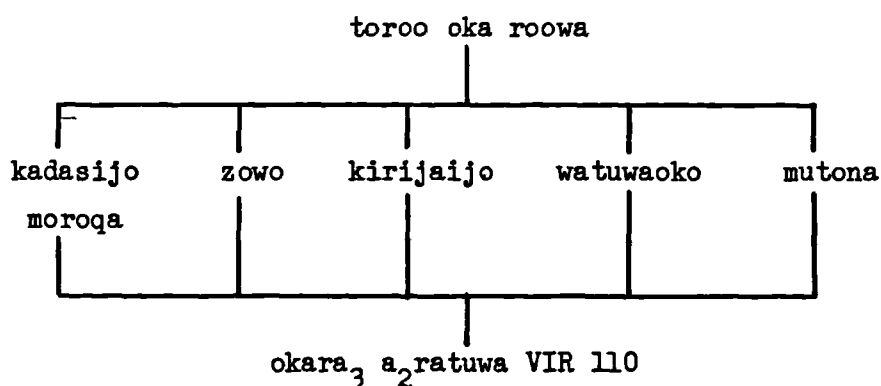 toroo oka roowa
kadasijo zowo kirijaijo watuwaoko mutona
moroqa
okara₃ a₂ratuwa VIR 110